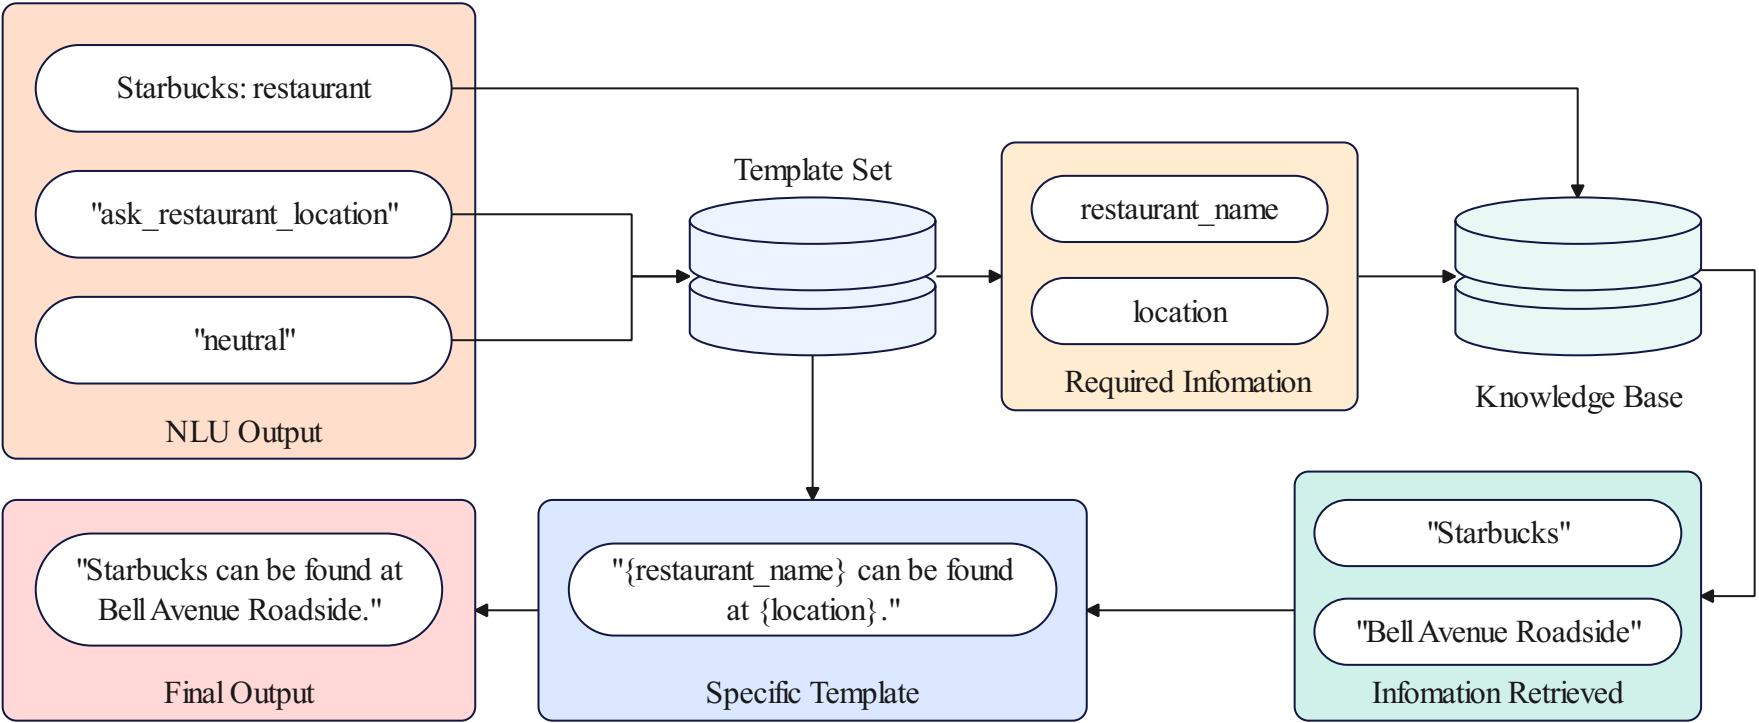 Starbucks: restaurant
"ask_restaurant_location"
"neutral"
NLU Output
Template Set
restaurant_name
location
Required Infomation
Knowledge Base
"Starbucks"
"Bell Avenue Roadside"
Infomation Retrieved
"{restaurant_name} can be found
at {location}."
Specific Template
"Starbucks can be found at
Bell Avenue Roadside."
Final Output